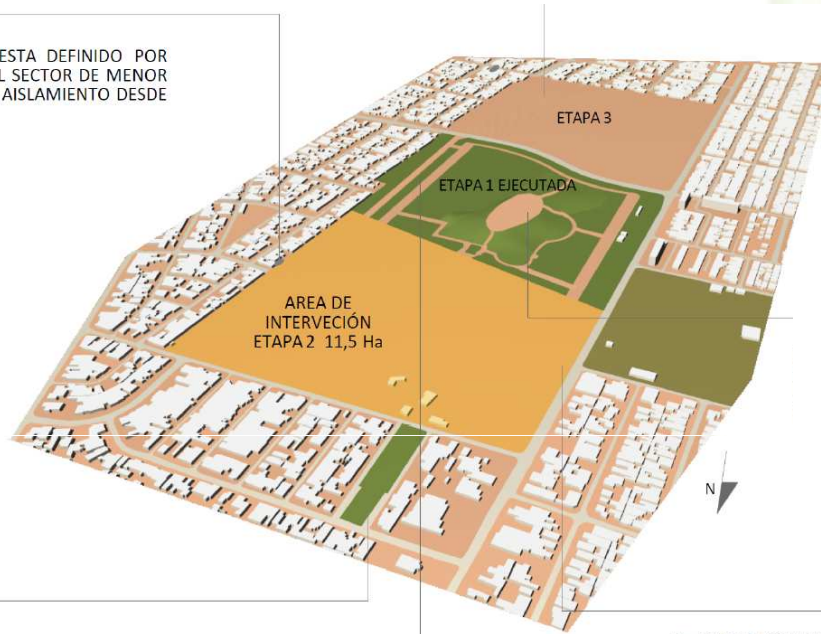 ESTA DEFINIDO POR
L SECTOR DE MENOR
AISLAMIENTO DESDE
ETAPA 3
ETAPA 1 EJECUTADA
AREA DE
INTERVECIÓN
ETAPA 2 11,5 Ha
N